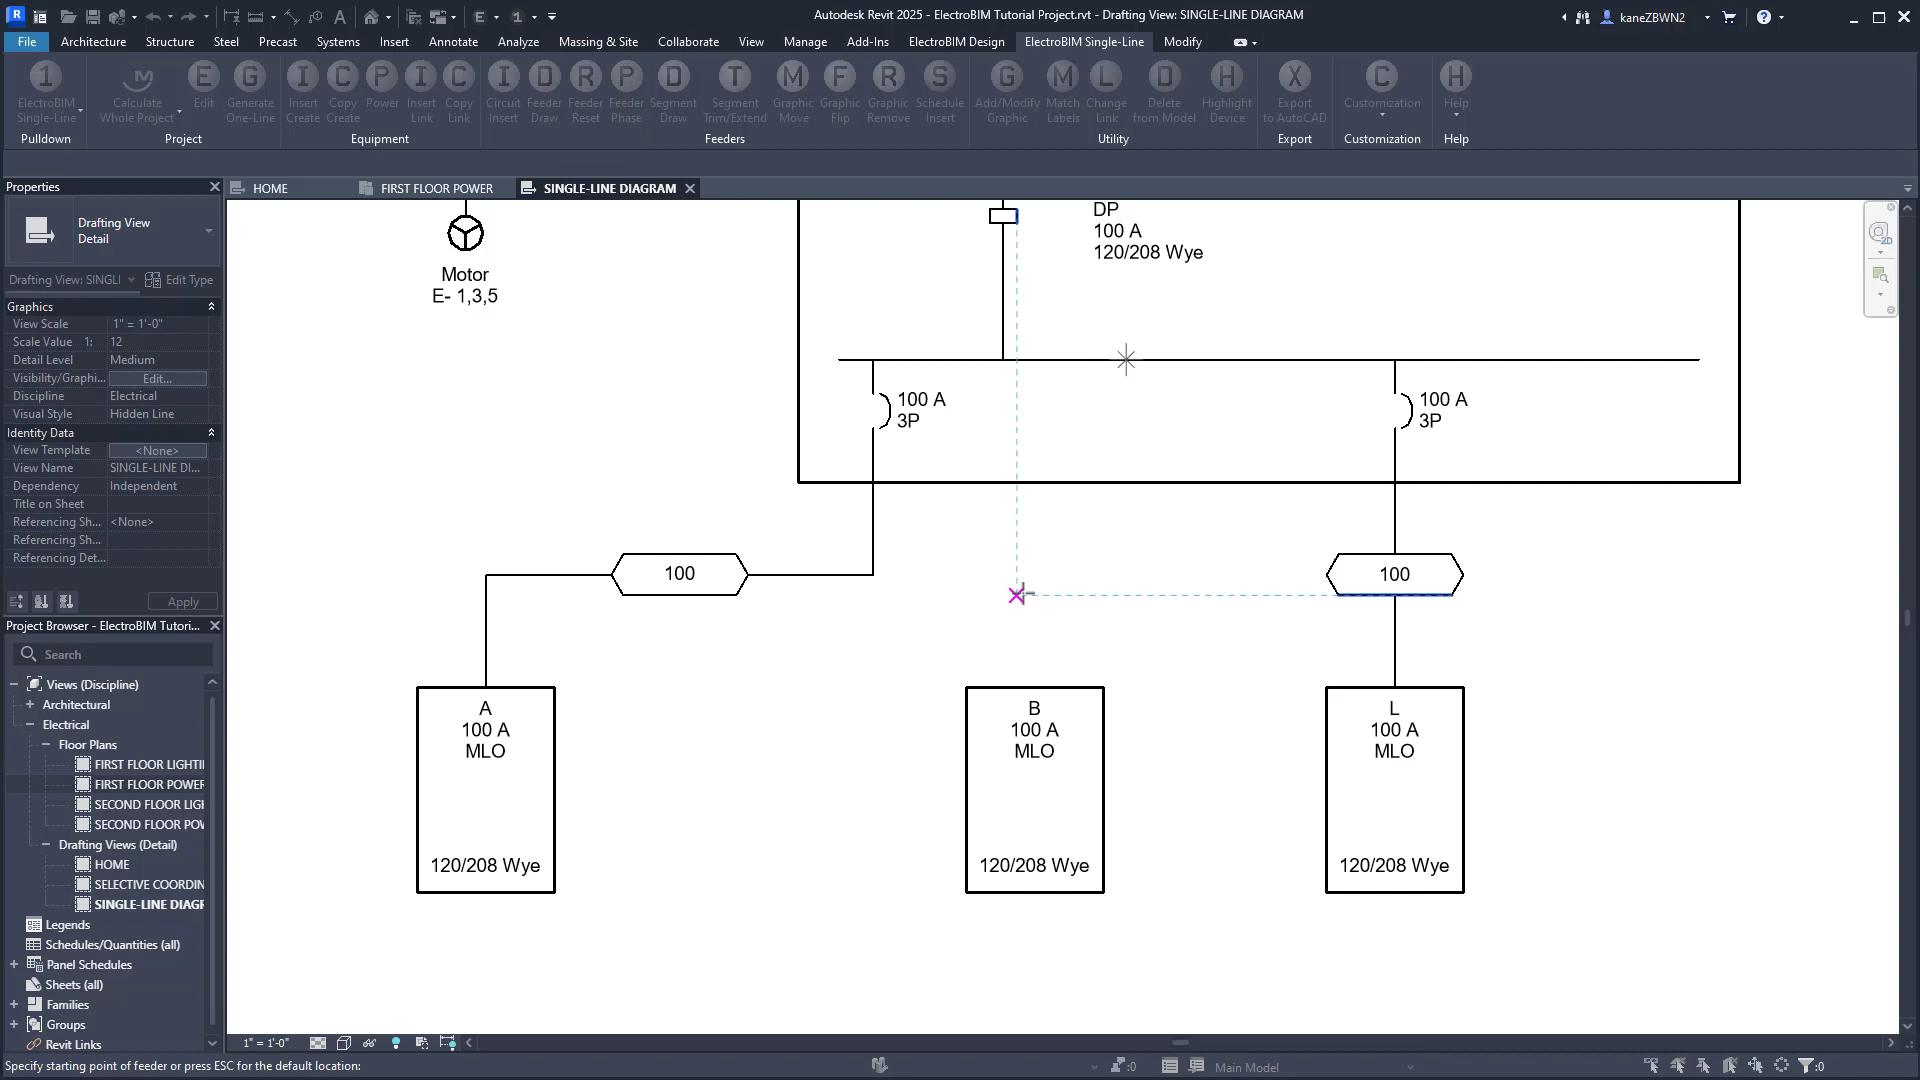 Autodesk Revit 2025 - ElectroBIM Tutorial Project.rvt - Drafting View: SINGLE-LINE DIAGRAM
kaneZBWN2
File Architecture Structure Steel Precast Systems Insert Annotate Analyze Massing & Site Collaborate View Manage Add-Ins ElectroBIM Design ElectroBIM Single-Line Modify
ElectroBIM Single-Line
Calculate Whole Project
Edit
Generate One-Line
Insert Create
Copy Create
Power
Insert Link
Copy Link
Circuit Insert
Feeder Draw
Feeder Reset
Feeder Phase
Segment Draw
Segment Trim/Extend
Graphic Move
Graphic Flip
Graphic Remove
Schedule Insert
Add/Modify Graphic
Match Labels
Change Link
Delete from Model
Highlight Device
Export to AutoCAD
Customization
Help
Pulldown Project Equipment Feeders Utility Export Customization Help
Properties
HOME FIRST FLOOR POWER SINGLE-LINE DIAGRAM
Drafting View
Detail
Drafting View: SINGLI Edit Type
Graphics
View Scale 1" = 1'-0"
Scale Value 1: 12
Detail Level Medium
Visibility/Graphi... Edit...
Discipline Electrical
Visual Style Hidden Line
Identity Data
View Template <None>
View Name SINGLE-LINE DI...
Dependency Independent
Title on Sheet
Referencing Sh... <None>
Referencing Sh...
Referencing Det...
Apply
Project Browser - ElectroBIM Tutori...
Search
Views (Discipline)
Architectural
Electrical
Floor Plans
FIRST FLOOR LIGHTI
FIRST FLOOR POWER
SECOND FLOOR LIGH
SECOND FLOOR POW
Drafting Views (Detail)
HOME
SELECTIVE COORDIN
SINGLE-LINE DIAGR
Legends
Schedules/Quantities (all)
Panel Schedules
Sheets (all)
Families
Groups
Revit Links
Motor
E- 1,3,5
DP
100 A
120/208 Wye
100 A
3P
100 A
3P
100
100
A
100 A
MLO
120/208 Wye
B
100 A
MLO
120/208 Wye
L
100 A
MLO
120/208 Wye
2D
1" = 1'-0"
Specify starting point of feeder or press ESC for the default location:
:0
Main Model
:0